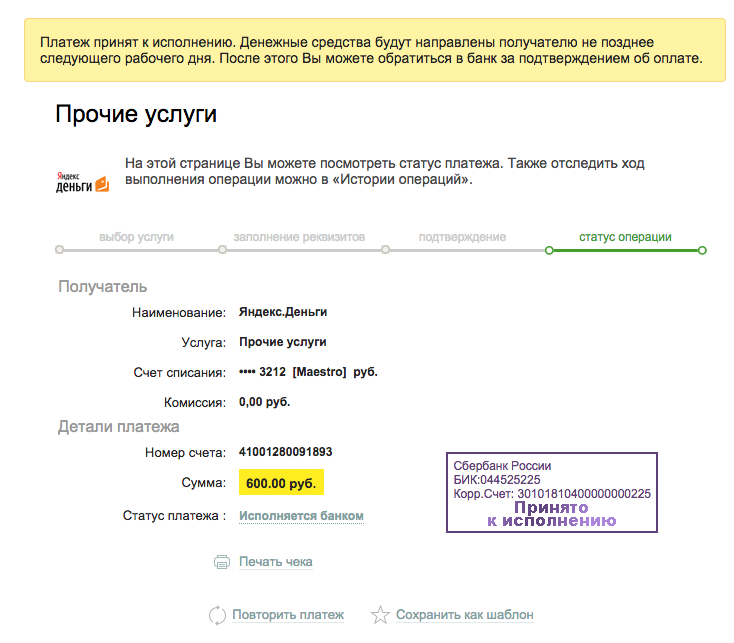 Платеж принят к исполнению. Денежные средства будут направлены получателю не позднее
следующего рабочего дня. После этого Вы можете обратиться в банк за подтверждением об оплате.
Прочие услуги
Яндекс
деньги
На этой странице Вы можете посмотреть статус платежа. Также отследить ход
выполнения операции можно в «Истории операций».
выбор услуги заполнение реквизитов подтверждение статус операции
Получатель
Наименование: Яндекс.Деньги
Услуга: Прочие услуги
Счет списания: •••• 3212 [Maestro] руб.
Комиссия: 0,00 руб.
Детали платежа
Номер счета: 41001280091893
Сумма: 600.00 руб.
Статус платежа : Исполняется банком
Сбербанк России
БИК:044525225
Корр.Счет: 30101810400000000225
Принято
к исполнению
Печать чека
Повторить платеж Сохранить как шаблон